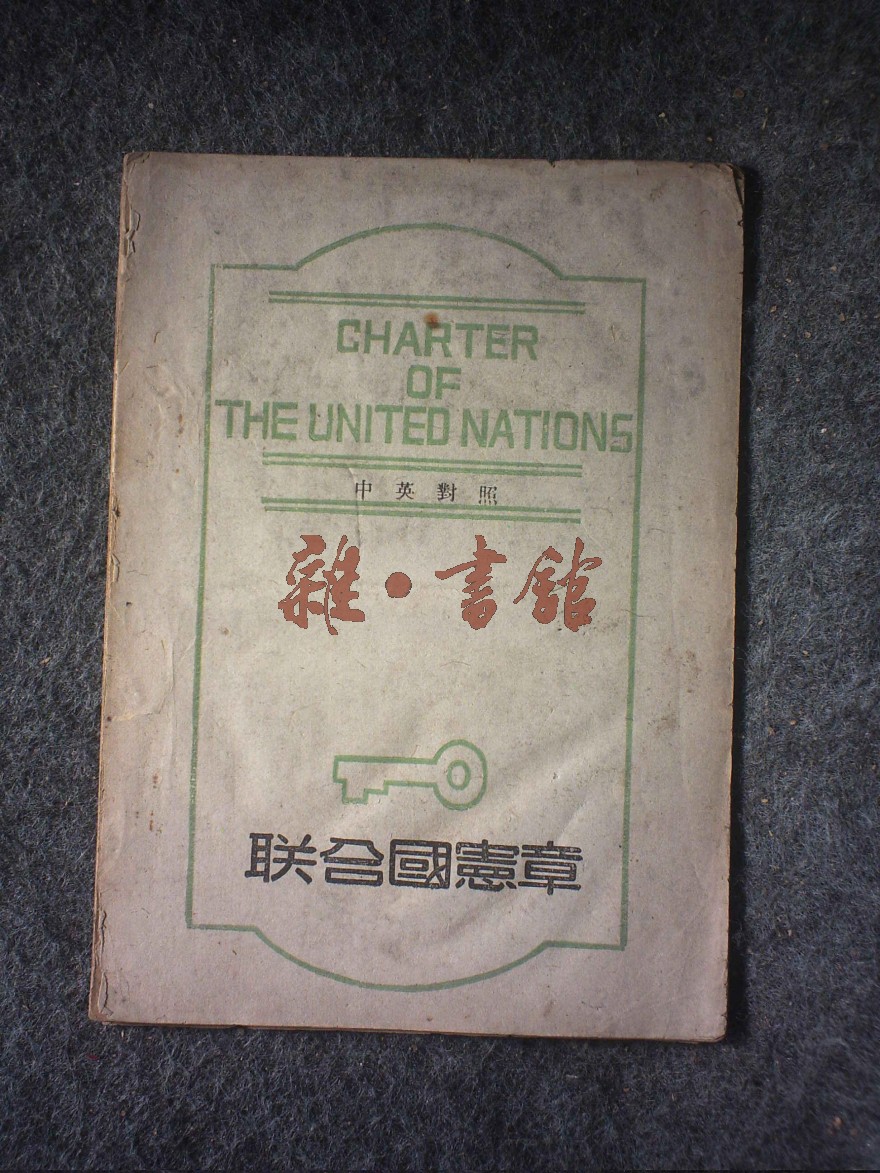 CHARTER
OF
THE UNITED NATIONS
中英對照
雜·書館
联合國憲章